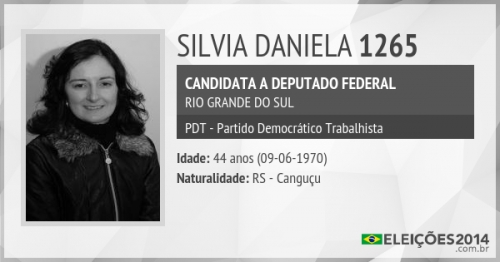 SILVIA DANIELA 1265
CANDIDATA A DEPUTADO FEDERAL
RIO GRANDE DO SUL
PDT - Partido Democrático Trabalhista
Idade: 44 anos (09-06-1970)
Naturalidade: RS - Canguçu
ELEIÇÕES2014
.com.br